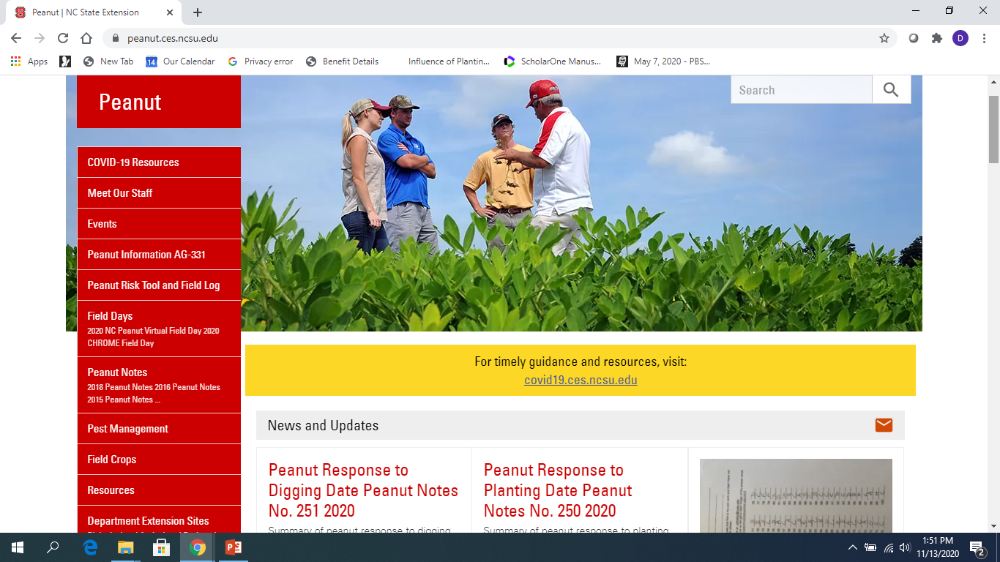 Peanut | NC State Extension
peanut.ces.ncsu.edu
D
Apps
New Tab
14
Our Calendar
Privacy error
Benefit Details
Influence of Plantin...
ScholarOne Manus...
May 7, 2020 - PBS...
Peanut
Search
COVID-19 Resources
Meet Our Staff
Events
Peanut Information AG-331
Peanut Risk Tool and Field Log
Field Days
2020 NC Peanut Virtual Field Day 2020
CHROME Field Day
Peanut Notes
2018 Peanut Notes 2016 Peanut Notes
2015 Peanut Notes ...
Pest Management
Field Crops
Resources
Department Extension Sites
For timely guidance and resources, visit:
covid19.ces.ncsu.edu
News and Updates
Peanut Response to
Digging Date Peanut Notes
No. 251 2020
Summary of peanut response to digging
Peanut Response to
Planting Date Peanut
Notes No. 250 2020
Summary of peanut response to planting
1:51 PM
11/13/2020
2